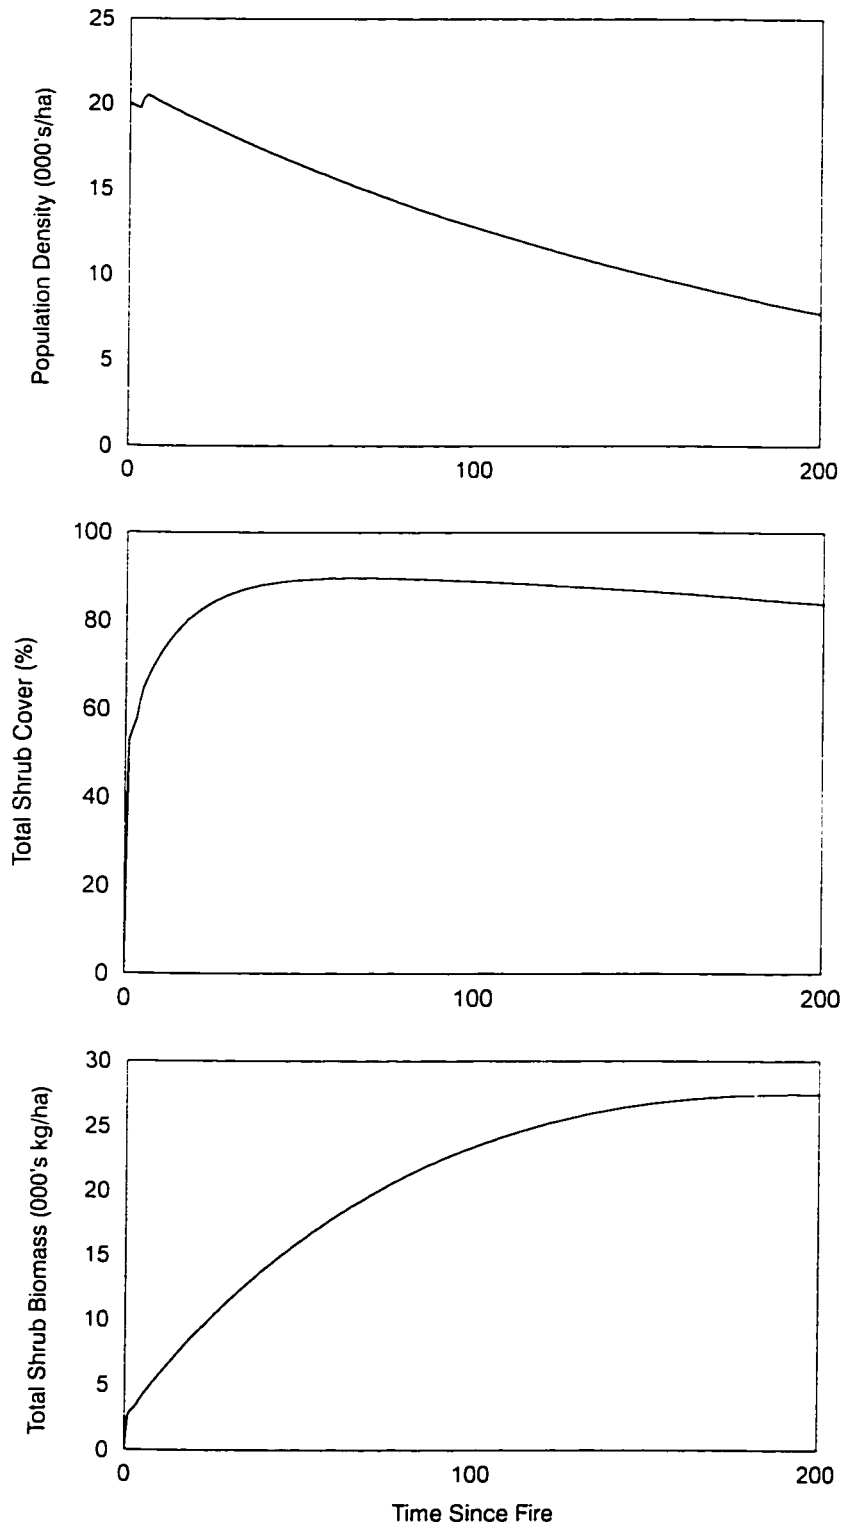 25
20
15
10
5
0
Population Density (000's/ha)
0 100 200
100
80
60
40
20
0
Total Shrub Cover (%)
0 100 200
30
25
20
15
10
5
0
Total Shrub Biomass (000's kg/ha)
0 100 200
Time Since Fire